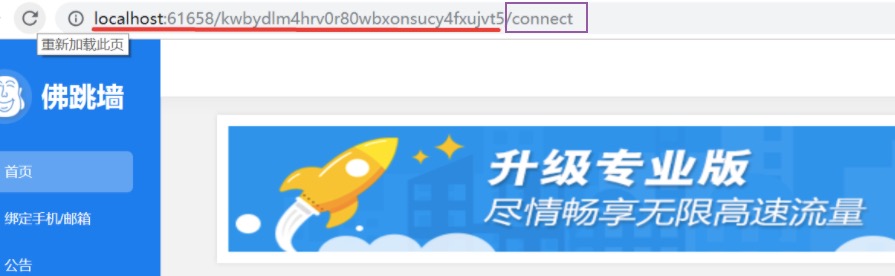 localhost:61658/kwbydlm4hrv0r80wbxonsucy4fxujvt5/connect
重新加载此页
佛跳墙
升级专业版
首页
尽情畅享无限高速流量
绑定手机/邮箱
公告